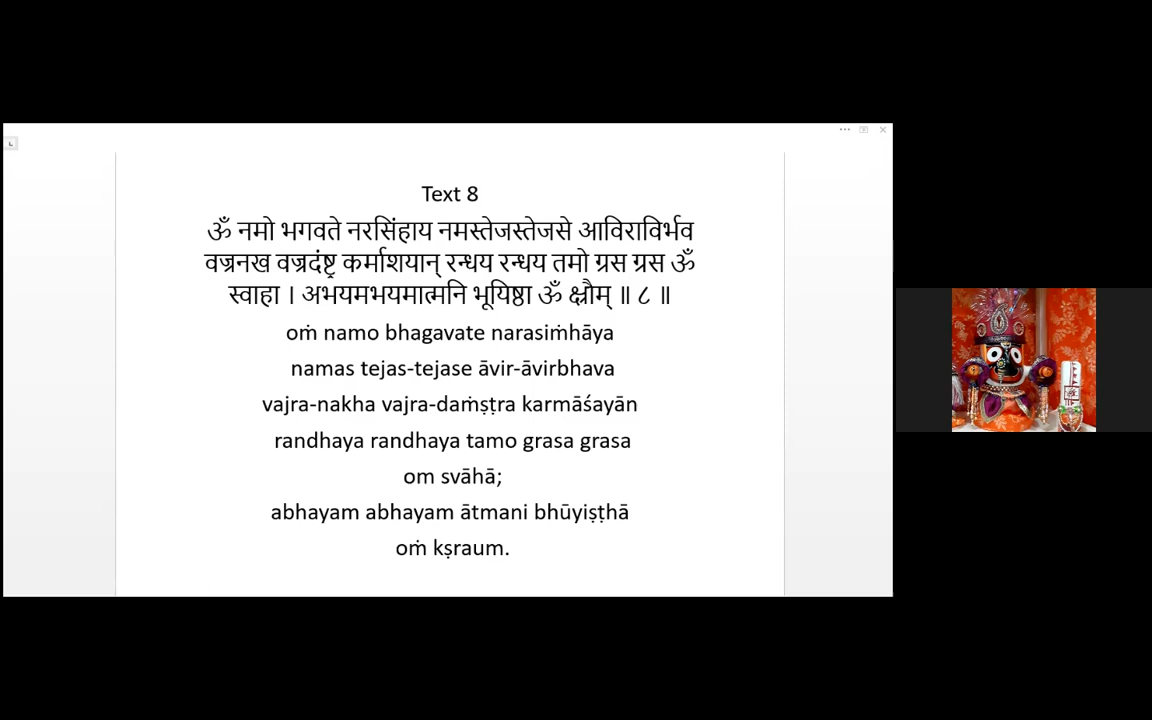 Text 8
ॐ नमो भगवते नरसिंहाय नमस्तेजस्तेजसे आविराविर्भव
वज्रनख वज्रदंष्ट्र कर्माशयान् रन्धय रन्धय तमो ग्रस ग्रस ॐ
स्वाहा । अभयमभयमात्मनि भूयिष्ठा ॐ क्ष्रौम् ॥ ८ ॥
oṁ namo bhagavate narasiṁhāya
namas tejas-tejase āvir-āvirbhava
vajra-nakha vajra-daṁṣṭra karmāśayān
randhaya randhaya tamo grasa grasa
om svāhā;
abhayam abhayam ātmani bhūyiṣṭhā
oṁ kṣraum.